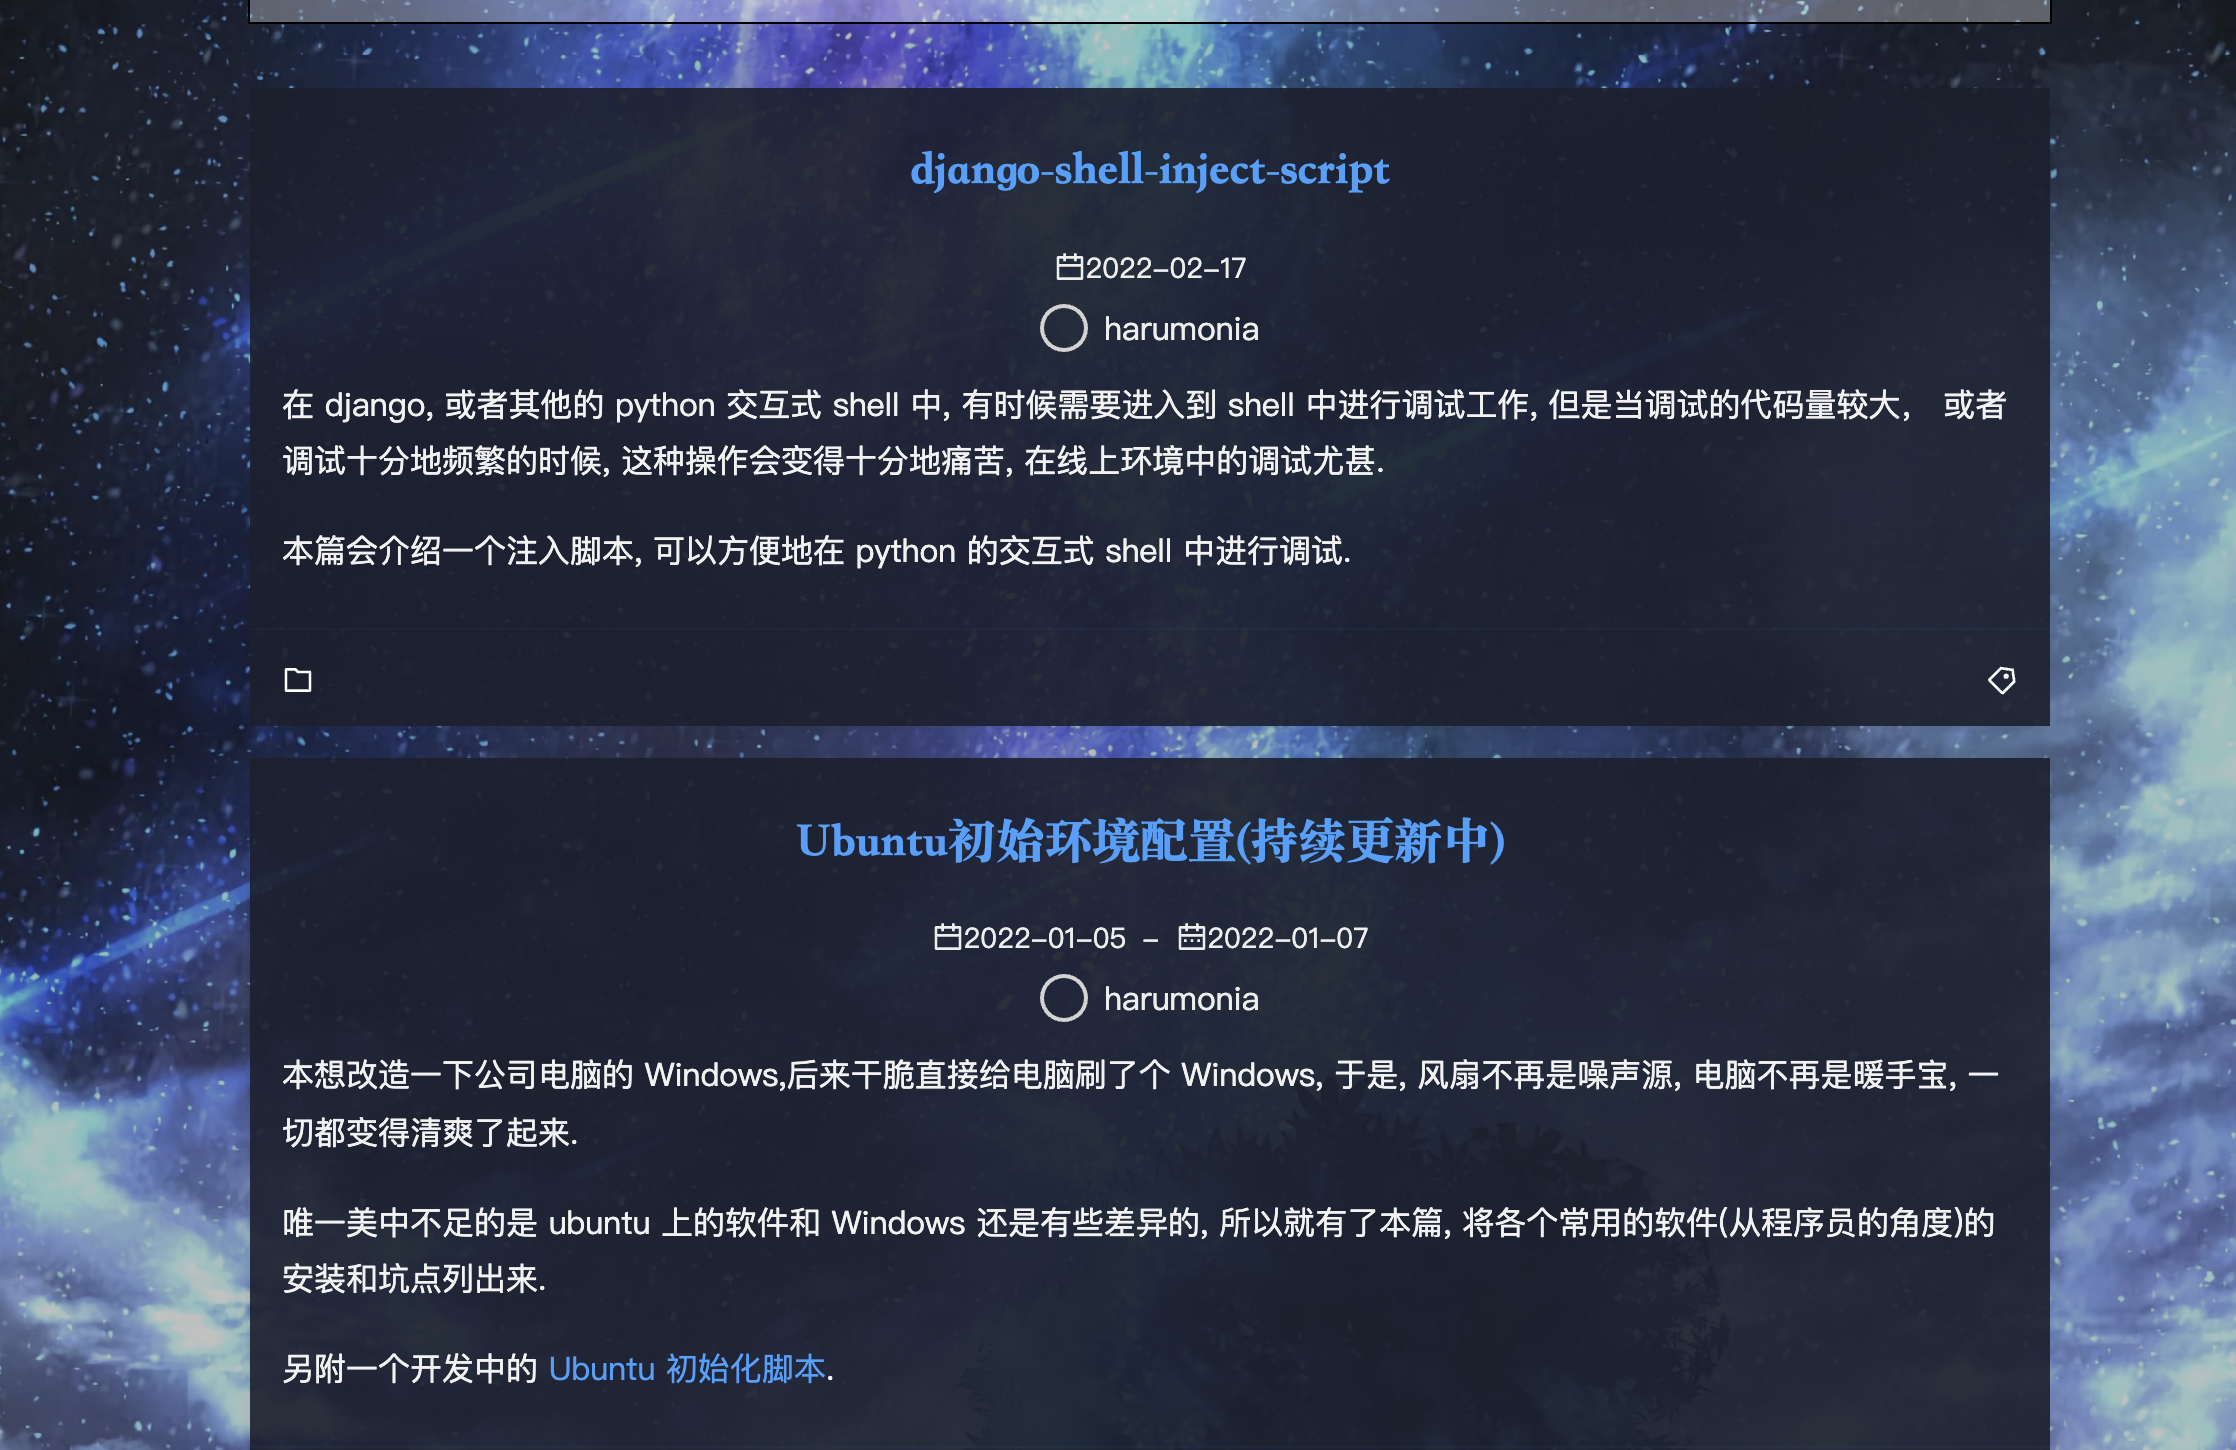 django-shell-inject-script
2022-02-17
harumonia
在 django, 或者其他的 python 交互式 shell 中, 有时候需要进入到 shell 中进行调试工作, 但是当调试的代码量较大， 或者
调试十分地频繁的时候, 这种操作会变得十分地痛苦, 在线上环境中的调试尤甚.
本篇会介绍一个注入脚本, 可以方便地在 python 的交互式 shell 中进行调试.
Ubuntu初始环境配置(持续更新中)
2022-01-05 - 2022-01-07
harumonia
本想改造一下公司电脑的 Windows,后来干脆直接给电脑刷了个 Windows, 于是, 风扇不再是噪声源, 电脑不再是暖手宝, 一
切都变得清爽了起来.
唯一美中不足的是 ubuntu 上的软件和 Windows 还是有些差异的, 所以就有了本篇, 将各个常用的软件(从程序员的角度)的
安装和坑点列出来.
另附一个开发中的 Ubuntu 初始化脚本.